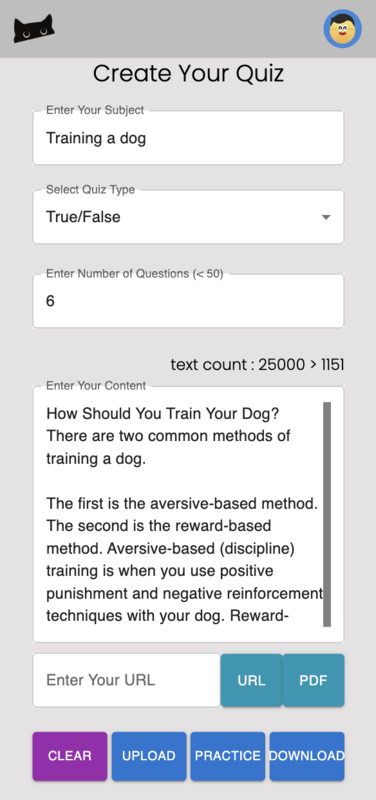 Create Your Quiz
Enter Your Subject
Training a dog
Select Quiz Type
True/False
Enter Number of Questions (< 50)
6
text count : 25000 > 1151
Enter Your Content
How Should You Train Your Dog?
There are two common methods of
training a dog.
The first is the aversive-based method.
The second is the reward-based
method. Aversive-based (discipline)
training is when you use positive
punishment and negative reinforcement
techniques with your dog. Reward-
Enter Your URL
URL
PDF
CLEAR
UPLOAD
PRACTICE
DOWNLOAD